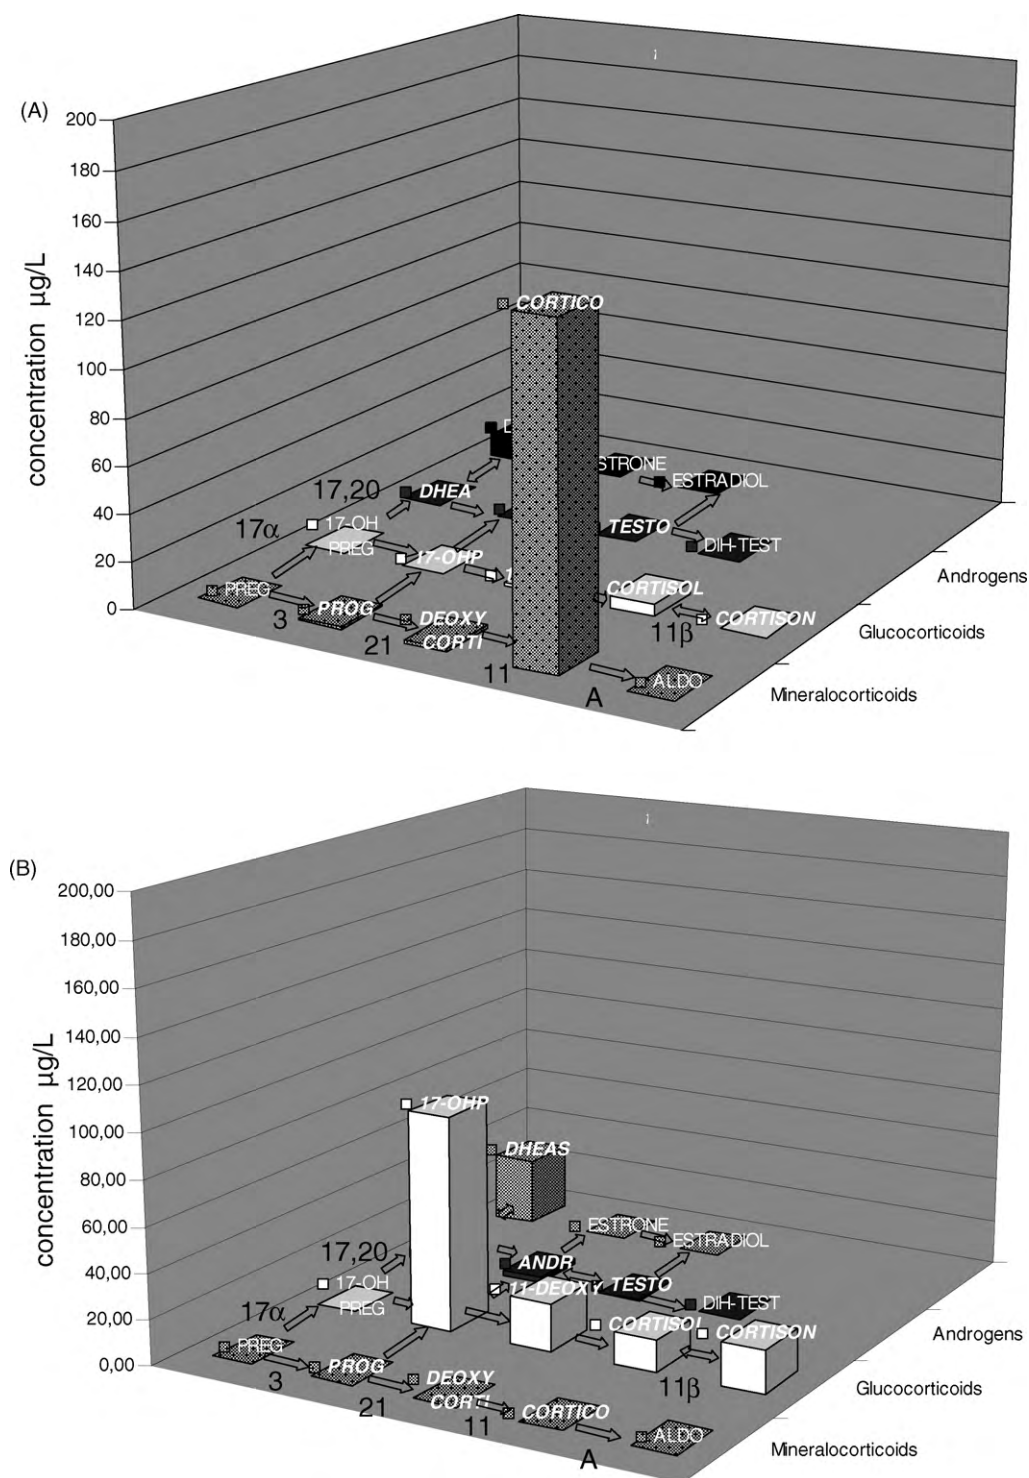 (A)
concentration µg/L
200
180
160
140
120
100
80
60
40
20
0
CORTICO
ESTRADIOL
17,20
DHEA
TESTO
DIH-TEST
17α
17-OH
PREG
17-OHP
CORTISOL
CORTISON
11β
PREG
PROG
DEOXY
CORTI
ALDO
3
21
11
A
Androgens
Glucocorticoids
Mineralocorticoids
(B)
concentration µg/L
200,00
180,00
160,00
140,00
120,00
100,00
80,00
60,00
40,00
20,00
0,00
17-OHP
DHEAS
ESTRONE
ESTRADIOL
17,20
ANDR
TESTO
DIH-TEST
17α
17-OH
PREG
11-DEOXY
CORTISOL
CORTISON
11β
PREG
PROG
DEOXY
CORTI
CORTICO
ALDO
3
21
11
A
Androgens
Glucocorticoids
Mineralocorticoids